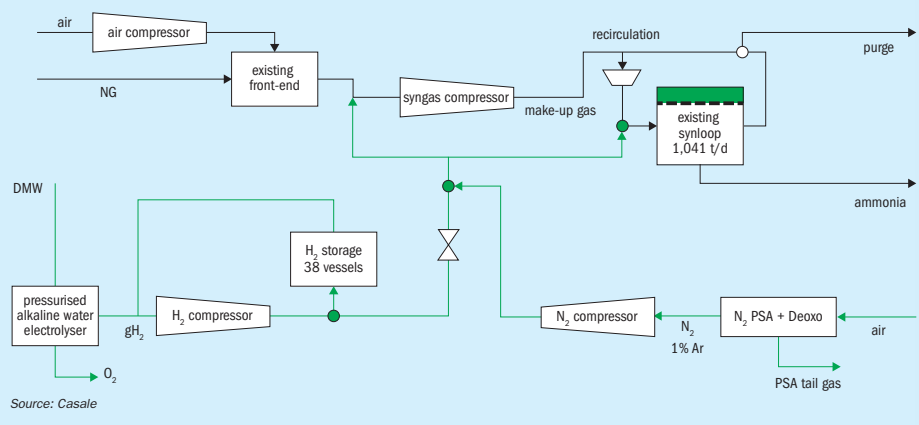 air
air compressor
recirculation
purge
existing
front-end
NG
syngas compressor
make-up gas
existing
synloop
1,041 t/d
DMW
ammonia
H₂ storage
38 vessels
pressurised
alkaline water
electrolyser
gH₂
H₂ compressor
N₂ compressor
N₂
1% Ar
N₂ PSA + Deoxo
air
O₂
PSA tail gas
Source: Casale